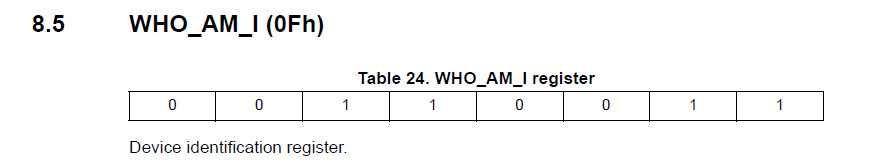 8.5 WHO_AM_I (0Fh)
Table 24. WHO_AM_I register
0 0 1 1 0 0 1 1
Device identification register.